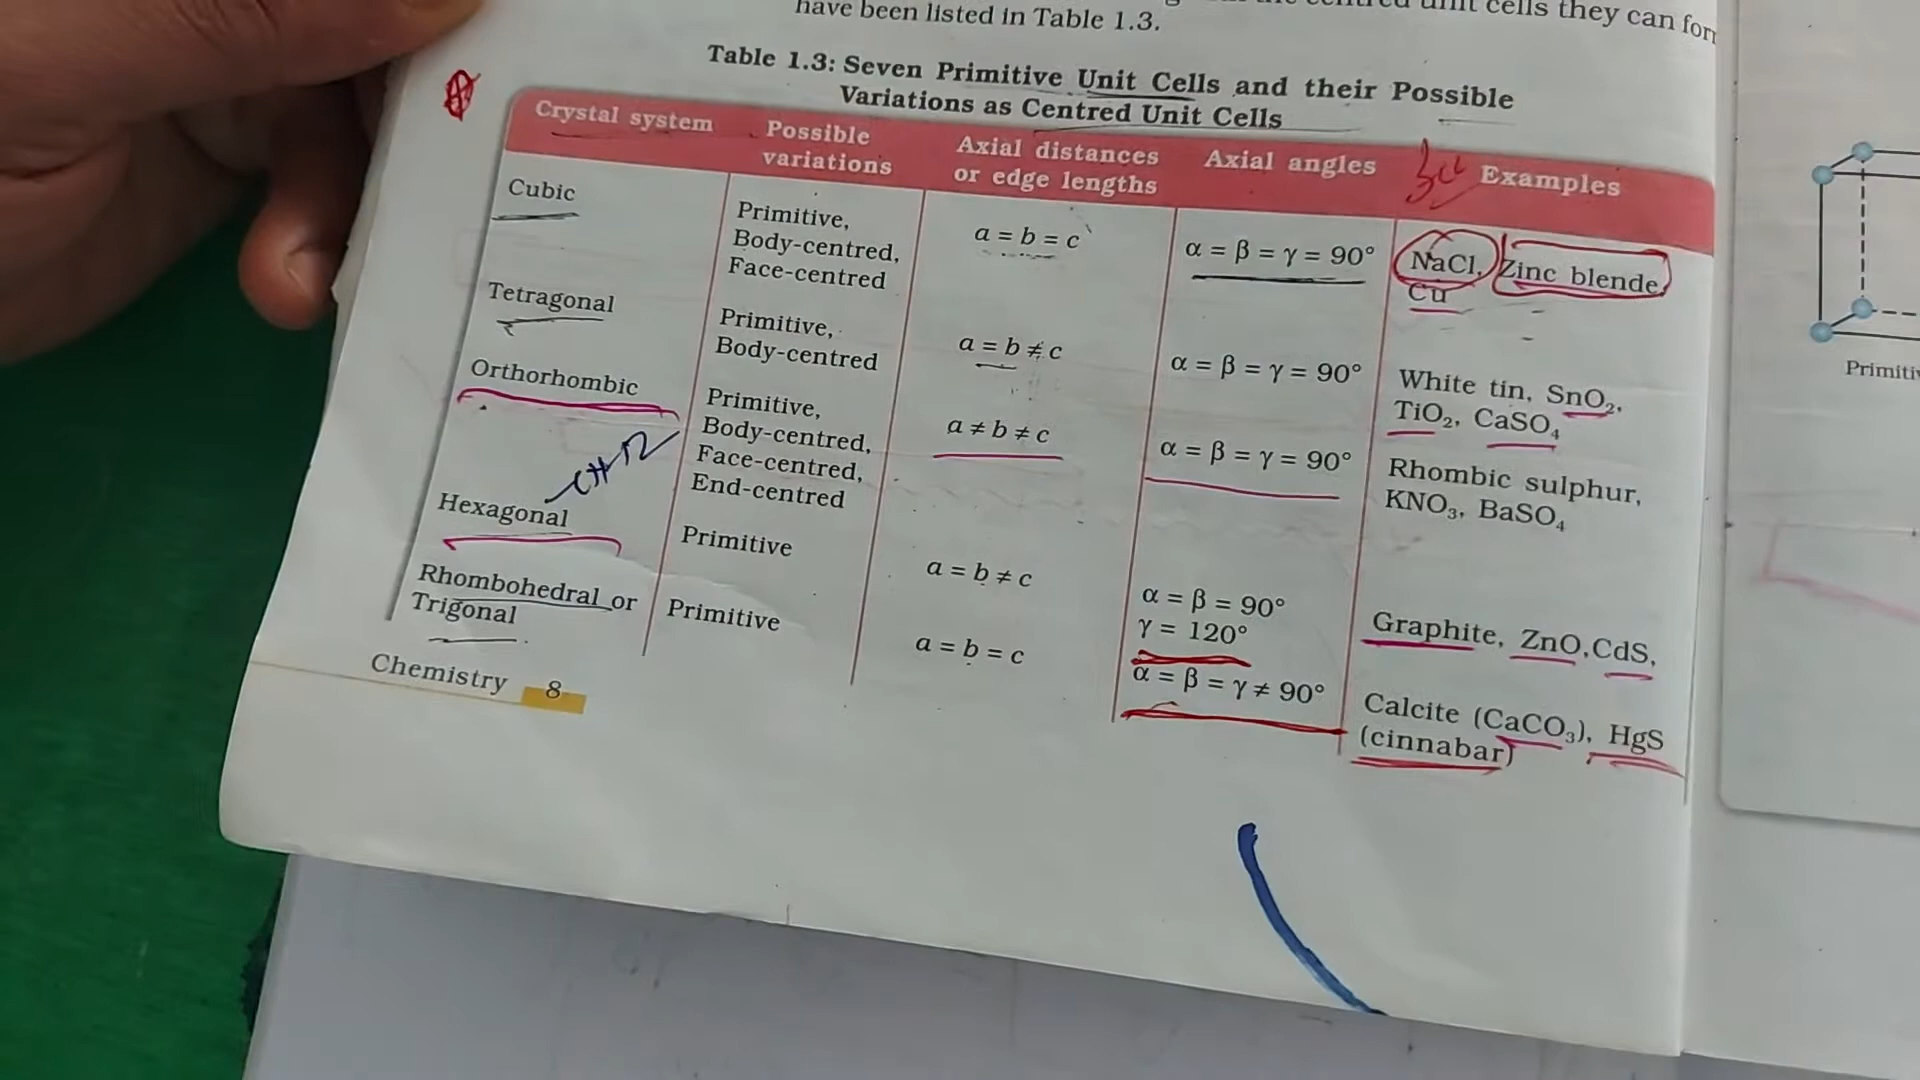 have been listed in Table 1.3.
unit cells they can
Table 1.3: Seven Primitive Unit Cells and their Possible
Variations as Centred Unit Cells
Crystal system
Possible
variations
Axial distances
or edge lengths
Axial angles
Examples
Cubic
Primitive,
Body-centred,
Face-centred
a = b = c
α = β = γ = 90°
NaCl, Zinc blende,
Cu
Tetragonal
Primitive,
Body-centred
a = b ≠ c
α = β = γ = 90°
White tin, SnO₂,
TiO₂, CaSO₄
Orthorhombic
Primitive,
Body-centred,
Face-centred,
End-centred
a ≠ b ≠ c
α = β = γ = 90°
Rhombic sulphur,
KNO₃, BaSO₄
Hexagonal
Primitive
a = b ≠ c
α = β = 90°
γ = 120°
Graphite, ZnO,CdS,
Rhombohedral or
Trigonal
Primitive
a = b = c
α = β = γ ≠ 90°
Calcite (CaCO₃), HgS
(cinnabar)
Chemistry 8